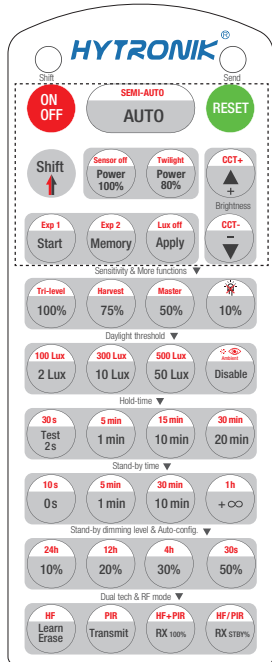 HYTRONIK®
Shift Send
ON
OFF
SEMI-AUTO
AUTO
RESET
Shift
Sensor off
Power
100%
Twilight
Power
80%
CCT+
+
Brightness
Exp 1
Start
Exp 2
Memory
Lux off
Apply
CCT-
−
Sensitivity & More functions ▼
Tri-level Harvest Master
100% 75% 50% 10%
Daylight threshold ▼
100 Lux 300 Lux 500 Lux Ambient
2 Lux 10 Lux 50 Lux Disable
Hold-time ▼
30 s 5 min 15 min 30 min
Test
2s
1 min 10 min 20 min
Stand-by time ▼
10 s 5 min 30 min 1h
0s 1 min 10 min +∞
Stand-by dimming level & Auto-config. ▼
24h 12h 4h 30s
10% 20% 30% 50%
Dual tech & RF mode ▼
HF PIR HF+PIR HF/PIR
Learn
Erase
Transmit RX 100% RX STBY%